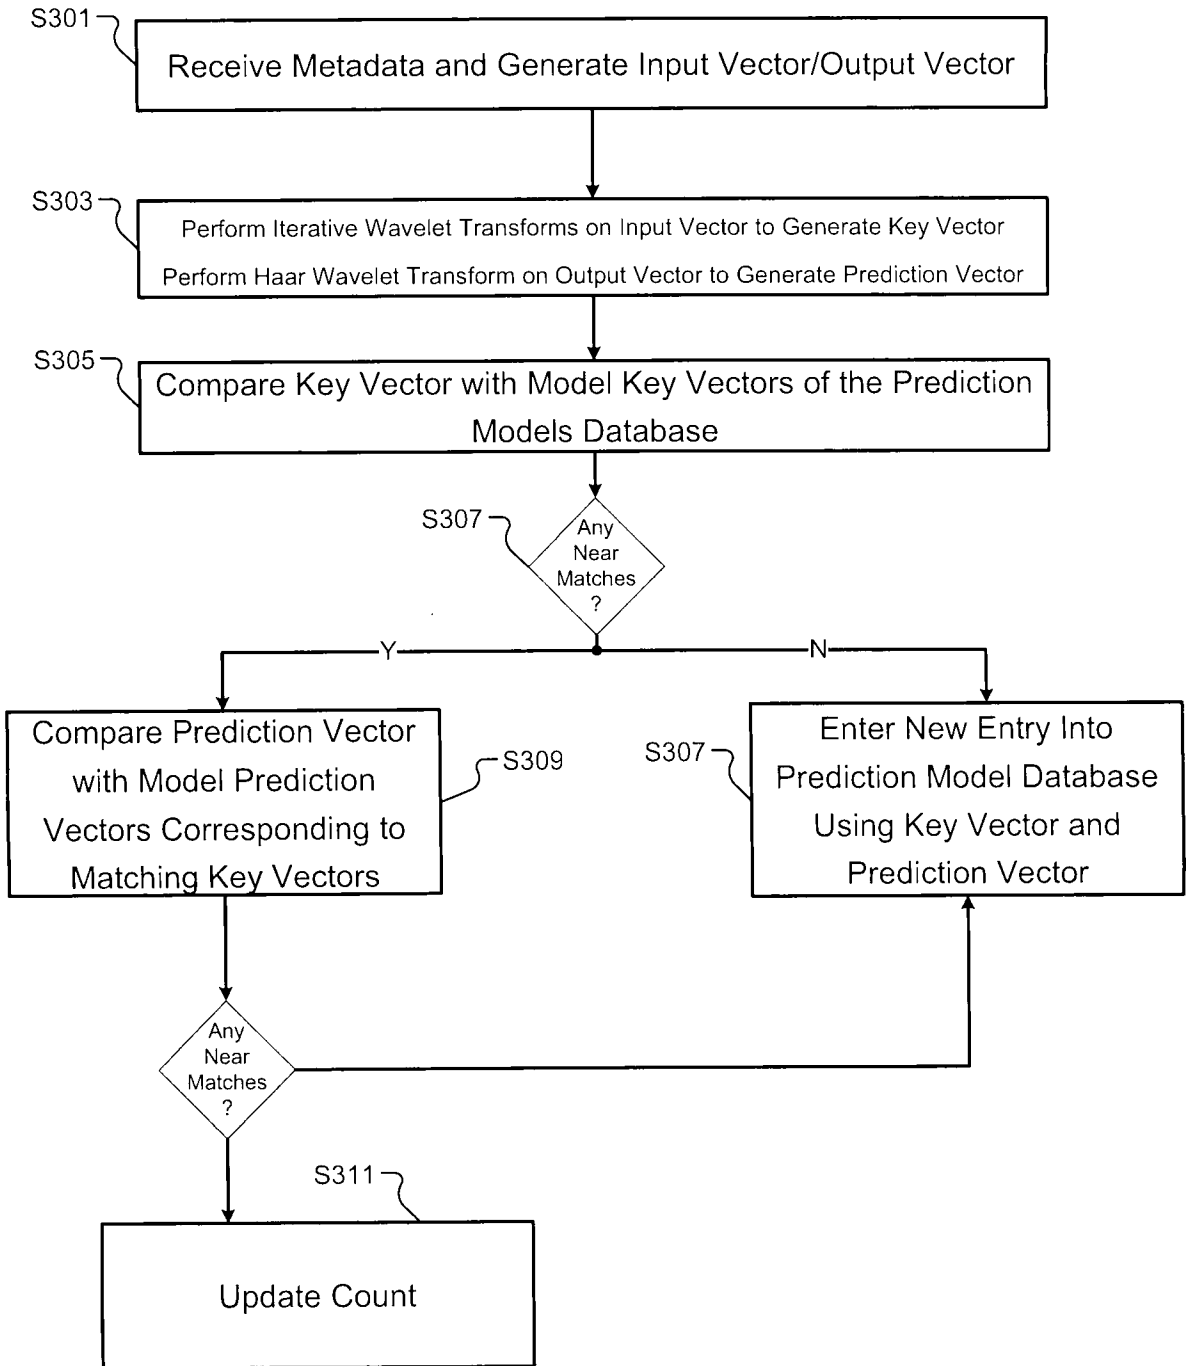 S301
Receive Metadata and Generate Input Vector/Output Vector
S303
Perform Iterative Wavelet Transforms on Input Vector to Generate Key Vector
Perform Haar Wavelet Transform on Output Vector to Generate Prediction Vector
S305
Compare Key Vector with Model Key Vectors of the Prediction
Models Database
S307
Any
Near
Matches
?
Y
N
Compare Prediction Vector
with Model Prediction
Vectors Corresponding to
Matching Key Vectors
S309
S307
Enter New Entry Into
Prediction Model Database
Using Key Vector and
Prediction Vector
Any
Near
Matches
?
S311
Update Count